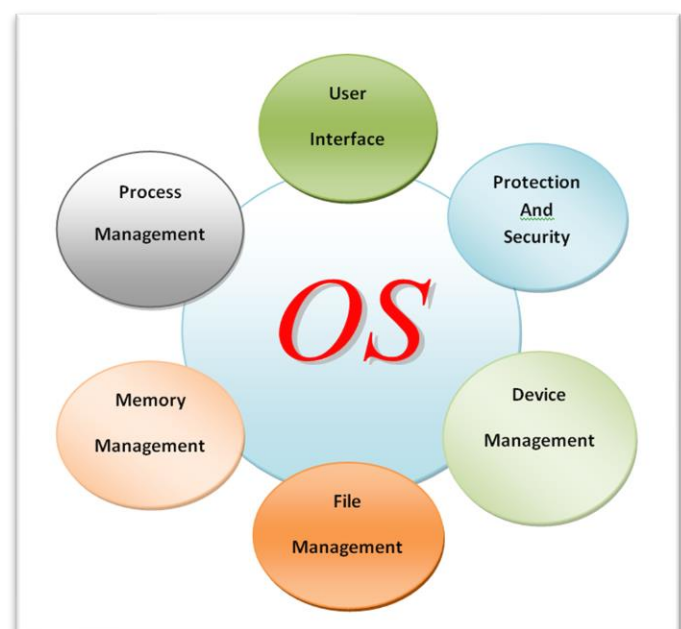 User
Interface
Protection
And
Security
Process
Management
OS
Memory
Management
Device
Management
File
Management